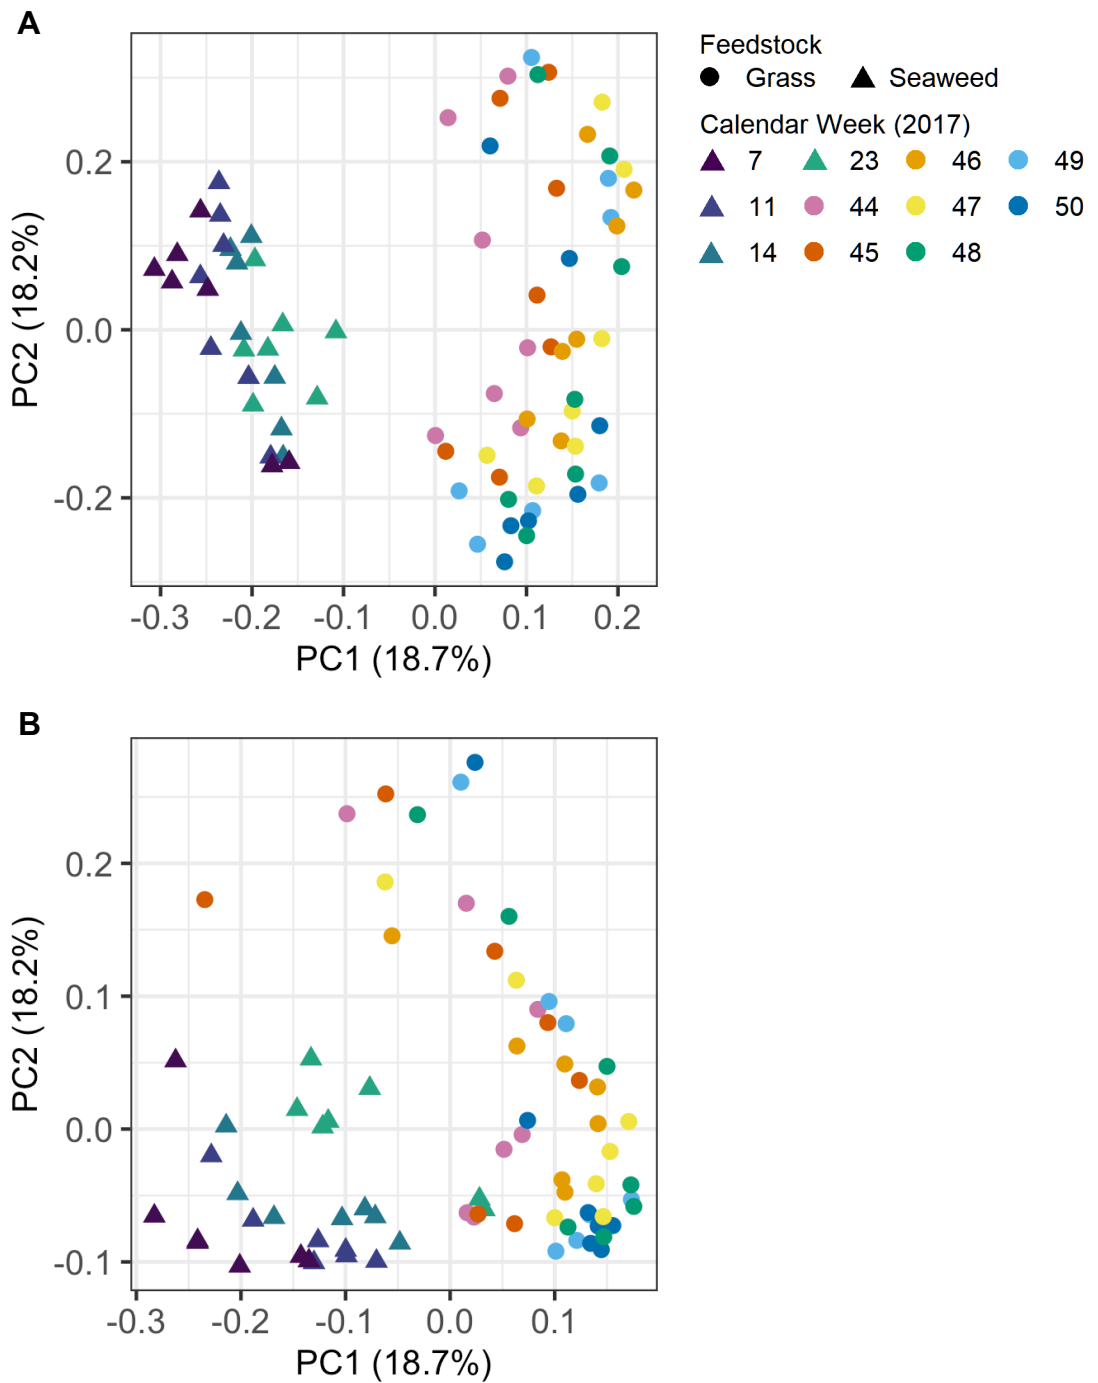 A
PC2 (18.2%)
0.2
0.0
-0.2
-0.3 -0.2 -0.1 0.0 0.1 0.2
PC1 (18.7%)
Feedstock
Grass Seaweed
Calendar Week (2017)
7 23 46 49
11 44 47 50
14 45 48
B
PC2 (18.2%)
0.2
0.1
0.0
-0.1
-0.3 -0.2 -0.1 0.0 0.1
PC1 (18.7%)